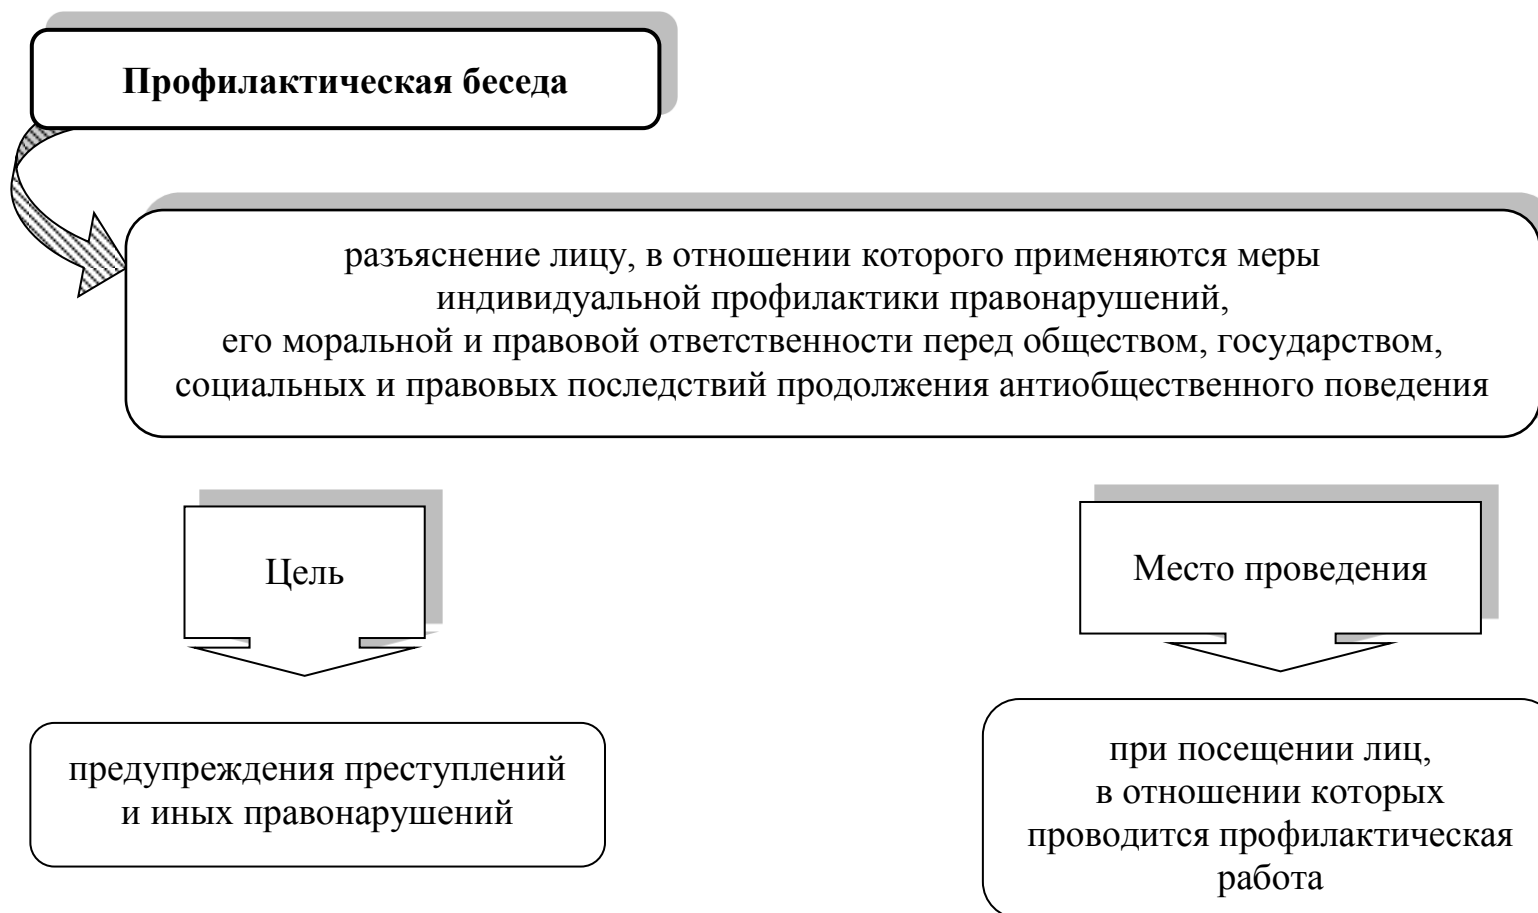 Профилактическая беседа
разъяснение лицу, в отношении которого применяются меры
индивидуальной профилактики правонарушений,
его моральной и правовой ответственности перед обществом, государством,
социальных и правовых последствий продолжения антиобщественного поведения
Цель
Место проведения
предупреждения преступлений
и иных правонарушений
при посещении лиц,
в отношении которых
проводится профилактическая
работа